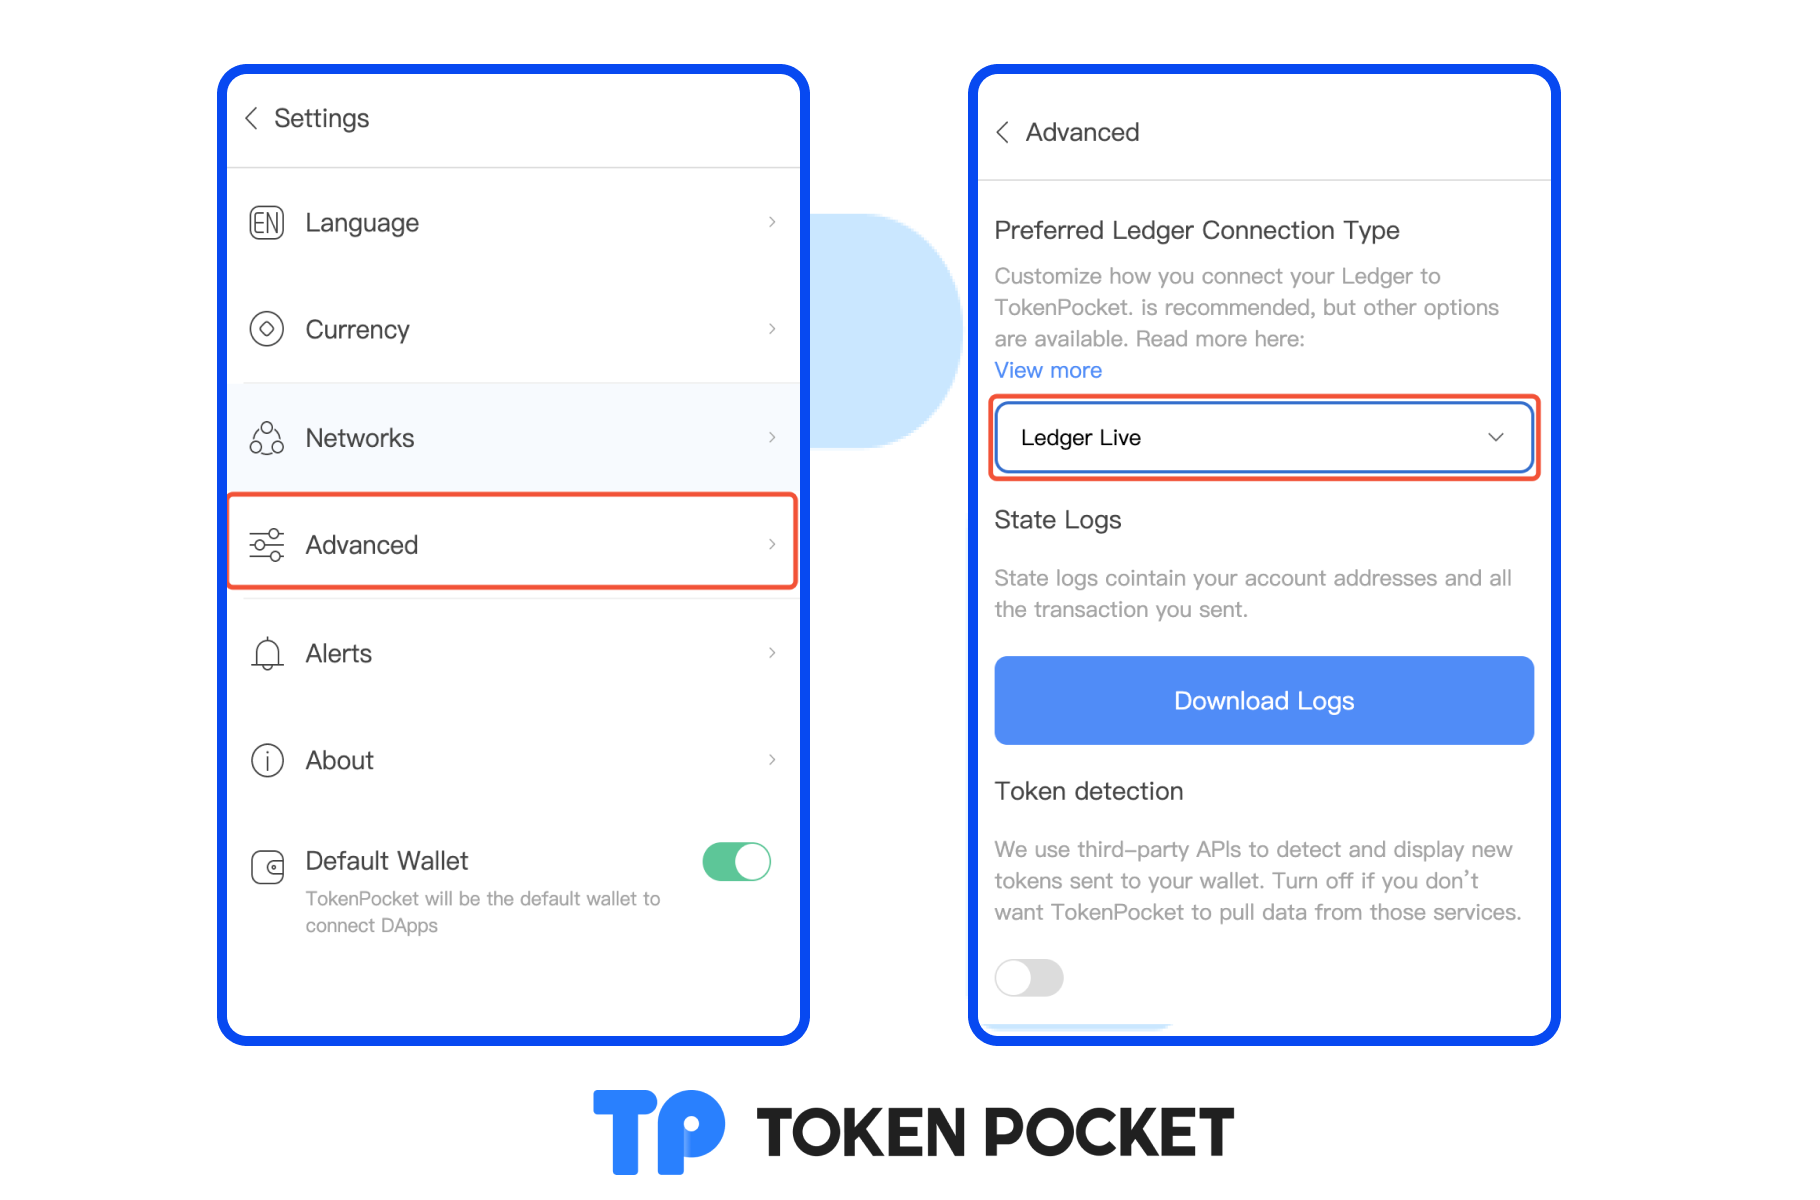 Settings
EN
Language
Currency
Networks
Advanced
Alerts
About
Default Wallet
TokenPocket will be the default wallet to
connect DApps
Advanced
Preferred Ledger Connection Type
Customize how you connect your Ledger to
TokenPocket. is recommended, but other options
are available. Read more here:
View more
Ledger Live
State Logs
State logs cointain your account addresses and all
the transaction you sent.
Download Logs
Token detection
We use third-party APIs to detect and display new
tokens sent to your wallet. Turn off if you don't
want TokenPocket to pull data from those services.
TP TOKEN POCKET